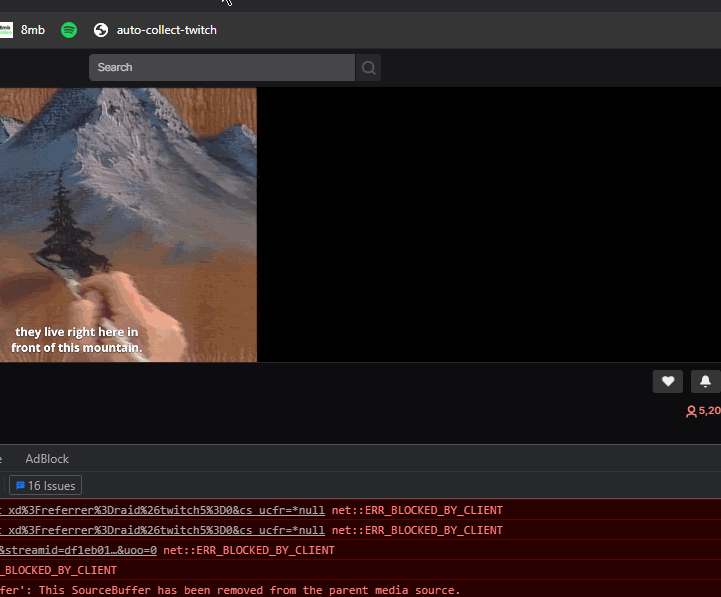 8mb auto-collect-twitch
Search
they live right here in
front of this mountain.
5,20
e AdBlock
16 Issues
t_xd%3Freferrer%3Draid%26twitch5%3D0&cs_ucfr=*null net::ERR_BLOCKED_BY_CLIENT
t_xd%3Freferrer%3Draid%26twitch5%3D0&cs_ucfr=*null net::ERR_BLOCKED_BY_CLIENT
&streamid=df1eb01…&uoo=0 net::ERR_BLOCKED_BY_CLIENT
_BLOCKED_BY_CLIENT
fer': This SourceBuffer has been removed from the parent media source.